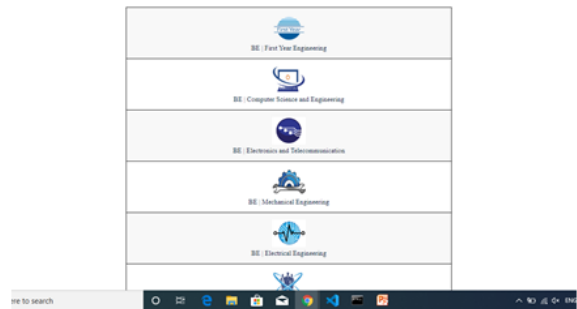 First Year
BE | First Year Engineering
BE | Computer Science and Engineering
BE | Electronics and Telecommunication
BE | Mechanical Engineering
BE | Electrical Engineering
ere to search
ENG